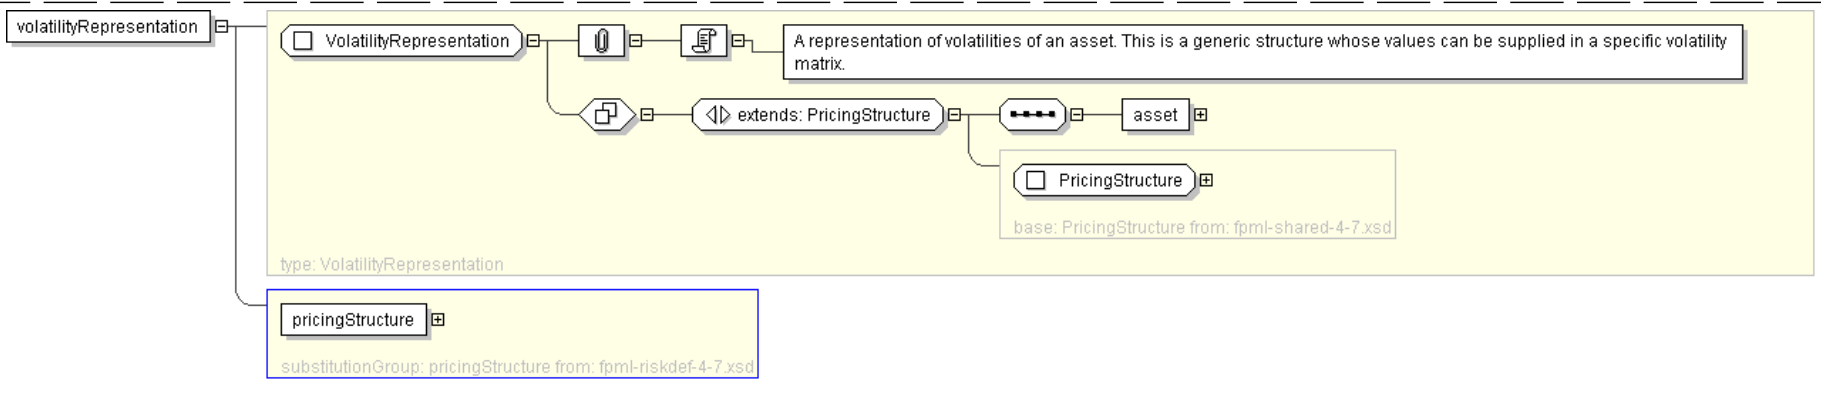 volatilityRepresentation
VolatilityRepresentation
A representation of volatilities of an asset. This is a generic structure whose values can be supplied in a specific volatility
matrix.
extends: PricingStructure
asset
PricingStructure
base: PricingStructure from: fpml-shared-4-7.xsd
type: VolatilityRepresentation
pricingStructure
substitutionGroup: pricingStructure from: fpml-riskdef-4-7.xsd